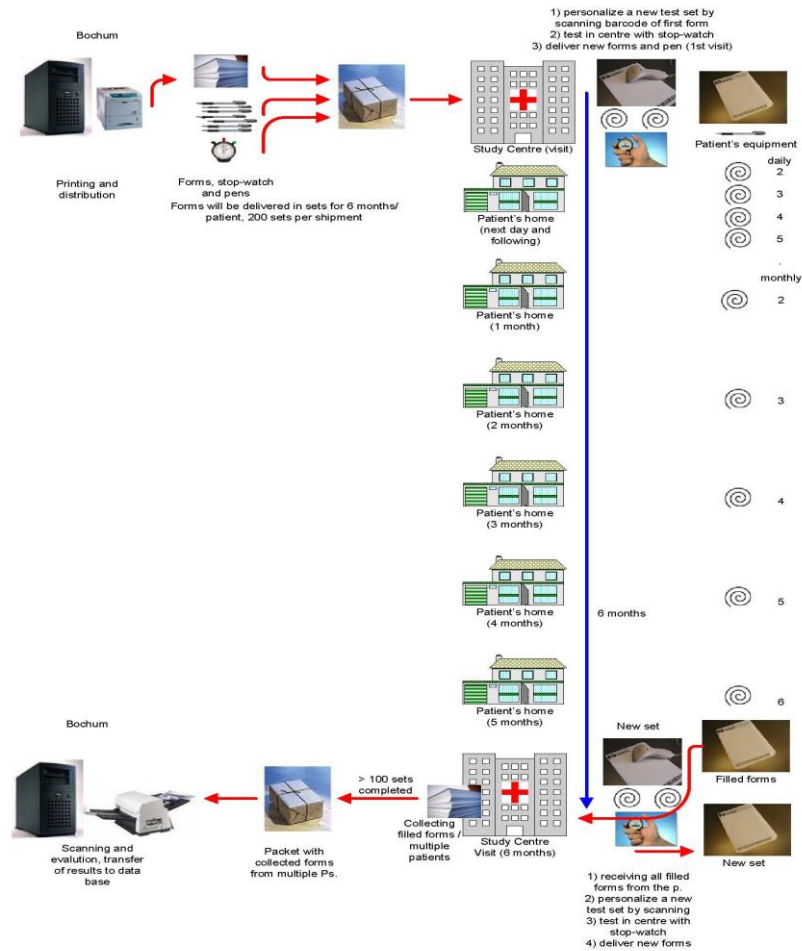 1) personalize a new test set by
scanning barcode of first form
2) test in centre with stop-watch
3) deliver new forms and pen (1st visit)
Bochum
Study Centre (visit)
Patient's equipment
Printing and
distribution
Forms, stop-watch
and pens
Forms will be delivered in sets for 6 months/
patient, 200 sets per shipment
daily
2
3
4
5
.
Patient's home
(next day and
following)
monthly
2
Patient's home
(1 month)
3
Patient's home
(2 months)
4
Patient's home
(3 months)
5
Patient's home
(4 months)
6 months
6
Patient's home
(5 months)
Bochum
New set
> 100 sets
completed
Filled forms
Collecting
filled forms /
multiple
patients
Study Centre
Visit (6 months)
Scanning and
evalution, transfer
of results to data
base
Packet with
collected forms
from multiple Ps.
New set
1) receiving all filled
forms from the p.
2) personalize a new
test set by scanning
3) test in centre with
stop-watch
4) deliver new forms